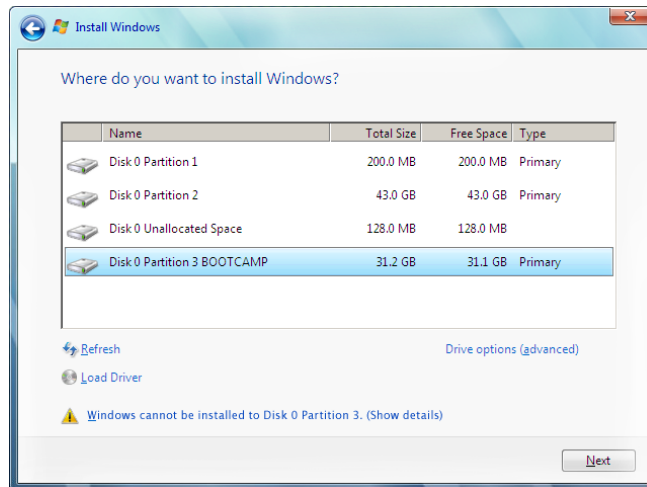 Install Windows
Where do you want to install Windows?
Name Total Size Free Space Type
Disk 0 Partition 1 200.0 MB 200.0 MB Primary
Disk 0 Partition 2 43.0 GB 43.0 GB Primary
Disk 0 Unallocated Space 128.0 MB 128.0 MB
Disk 0 Partition 3 BOOTCAMP 31.2 GB 31.1 GB Primary
Refresh Drive options (advanced)
Load Driver
Windows cannot be installed to Disk 0 Partition 3. (Show details)
Next